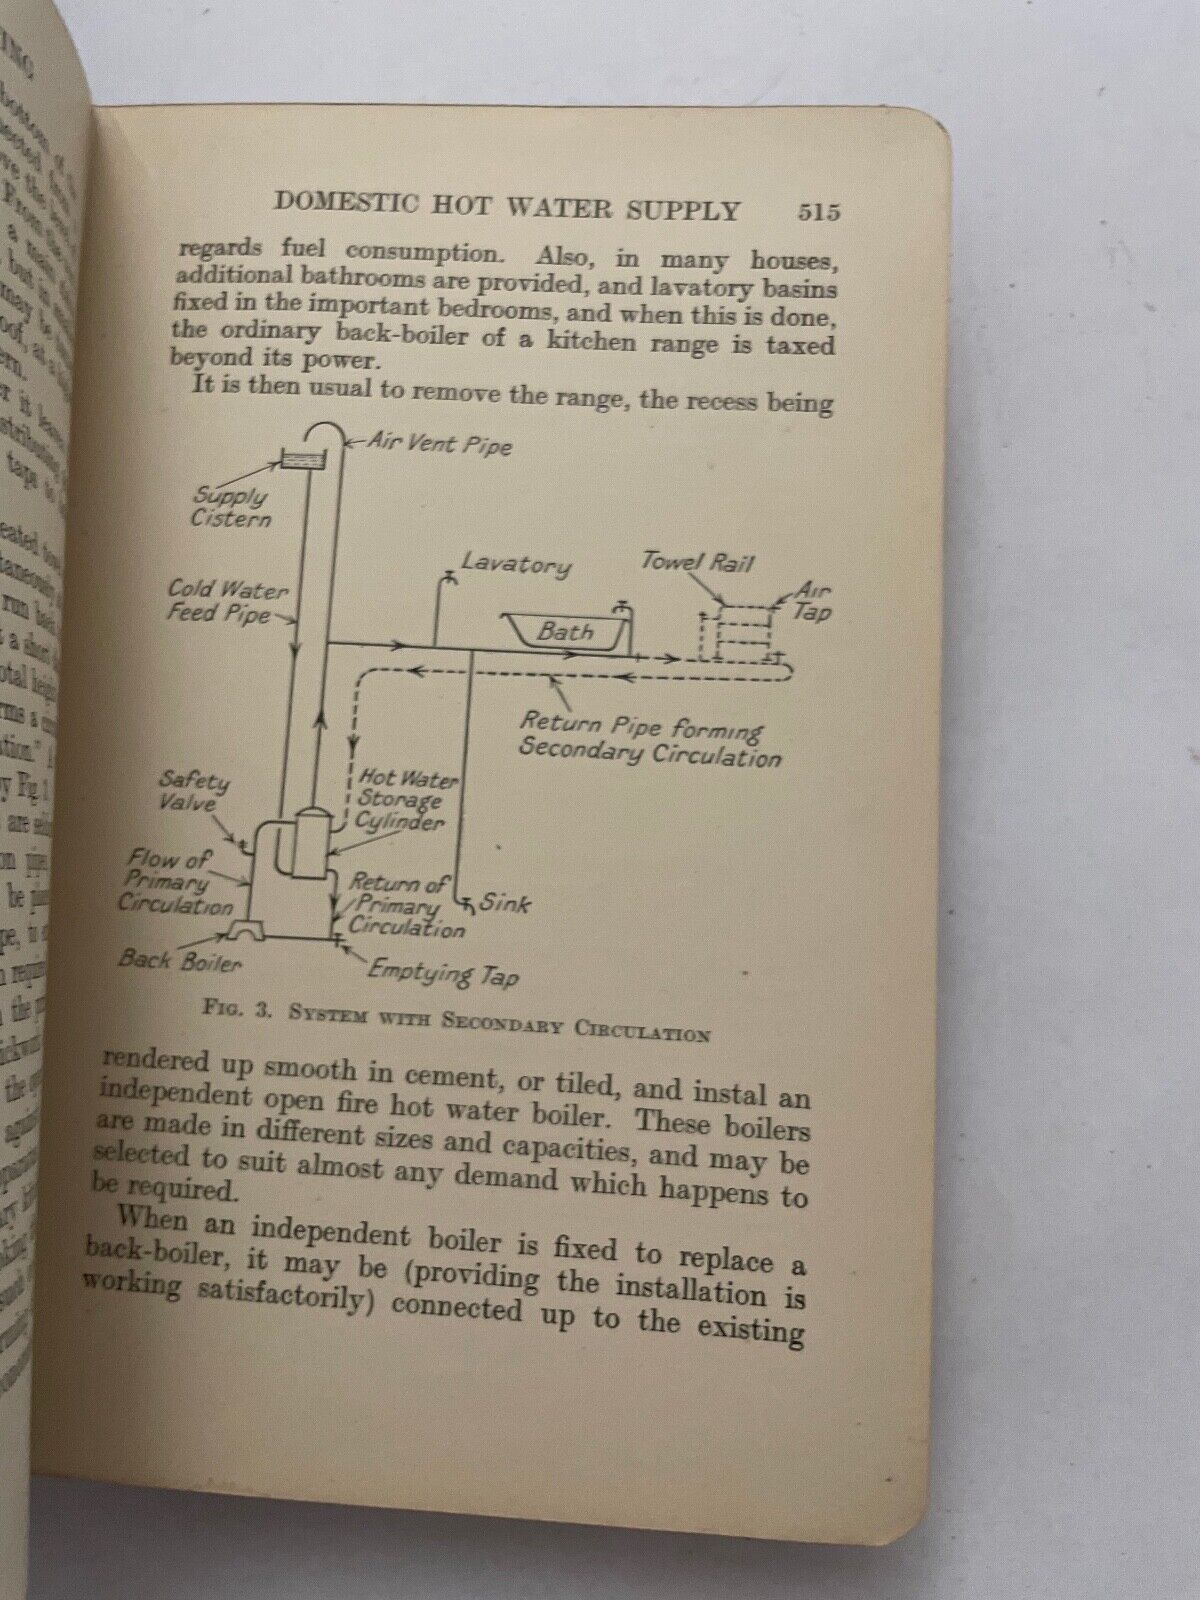 DOMESTIC HOT WATER SUPPLY 515
regards fuel consumption. Also, in many houses,
additional bathrooms are provided, and lavatory basins
fixed in the important bedrooms, and when this is done,
the ordinary back-boiler of a kitchen range is taxed
beyond its power.
It is then usual to remove the range, the recess being
Air Vent Pipe
Supply
Cistern
Lavatory
Towel Rail
Air
Tap
Cold Water
Feed Pipe
Bath
Return Pipe forming
Secondary Circulation
Safety
Valve
Hot Water
Storage
Cylinder
Flow of
Primary
Circulation
Return of
Primary
Circulation
Sink
Back Boiler
Emptying Tap
FIG. 3. SYSTEM WITH SECONDARY CIRCULATION
rendered up smooth in cement, or tiled, and instal an
independent open fire hot water boiler. These boilers
are made in different sizes and capacities, and may be
selected to suit almost any demand which happens to
be required.
When an independent boiler is fixed to replace a
back-boiler, it may be (providing the installation is
working satisfactorily) connected up to the existing